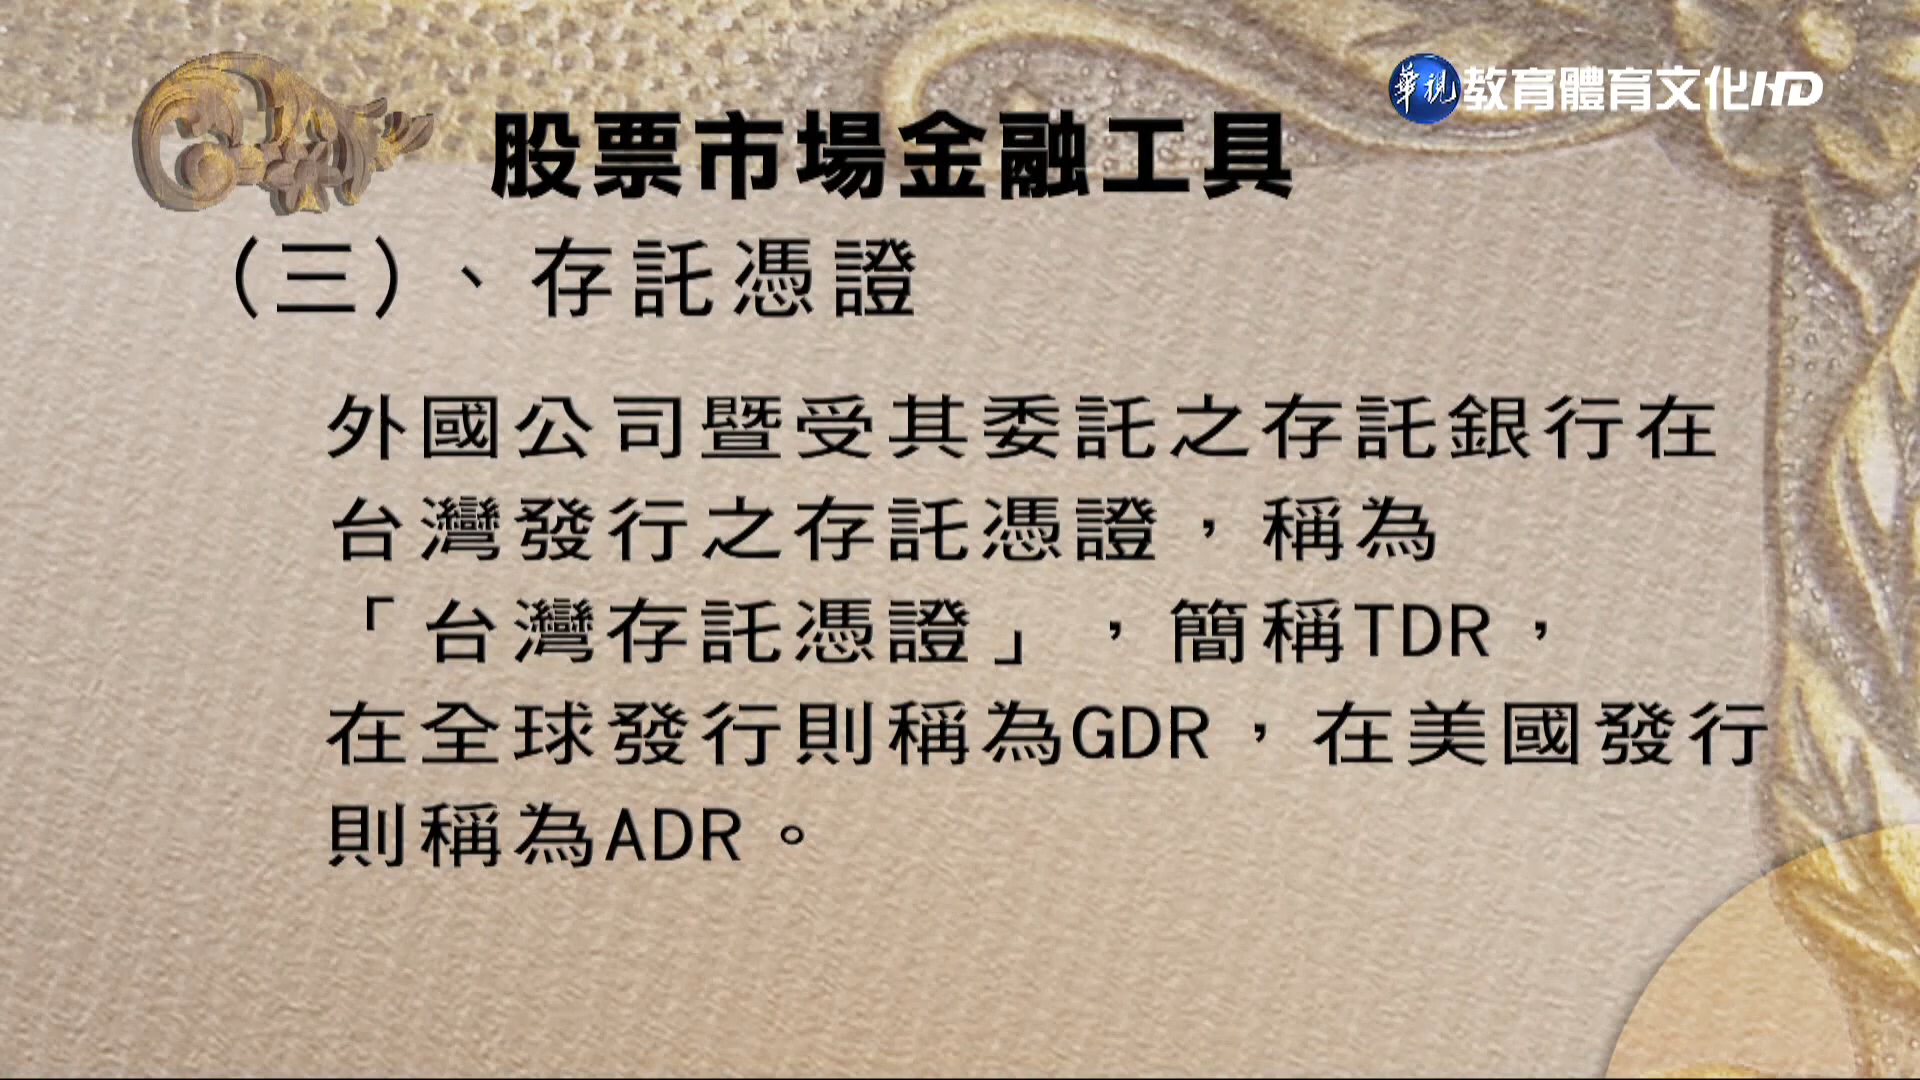 華視 教育體育文化HD
股票市場金融工具
(三)、存託憑證
外國公司暨受其委託之存託銀行在
台灣發行之存託憑證，稱為
「台灣存託憑證」，簡稱TDR，
在全球發行則稱為GDR，在美國發行
則稱為ADR。